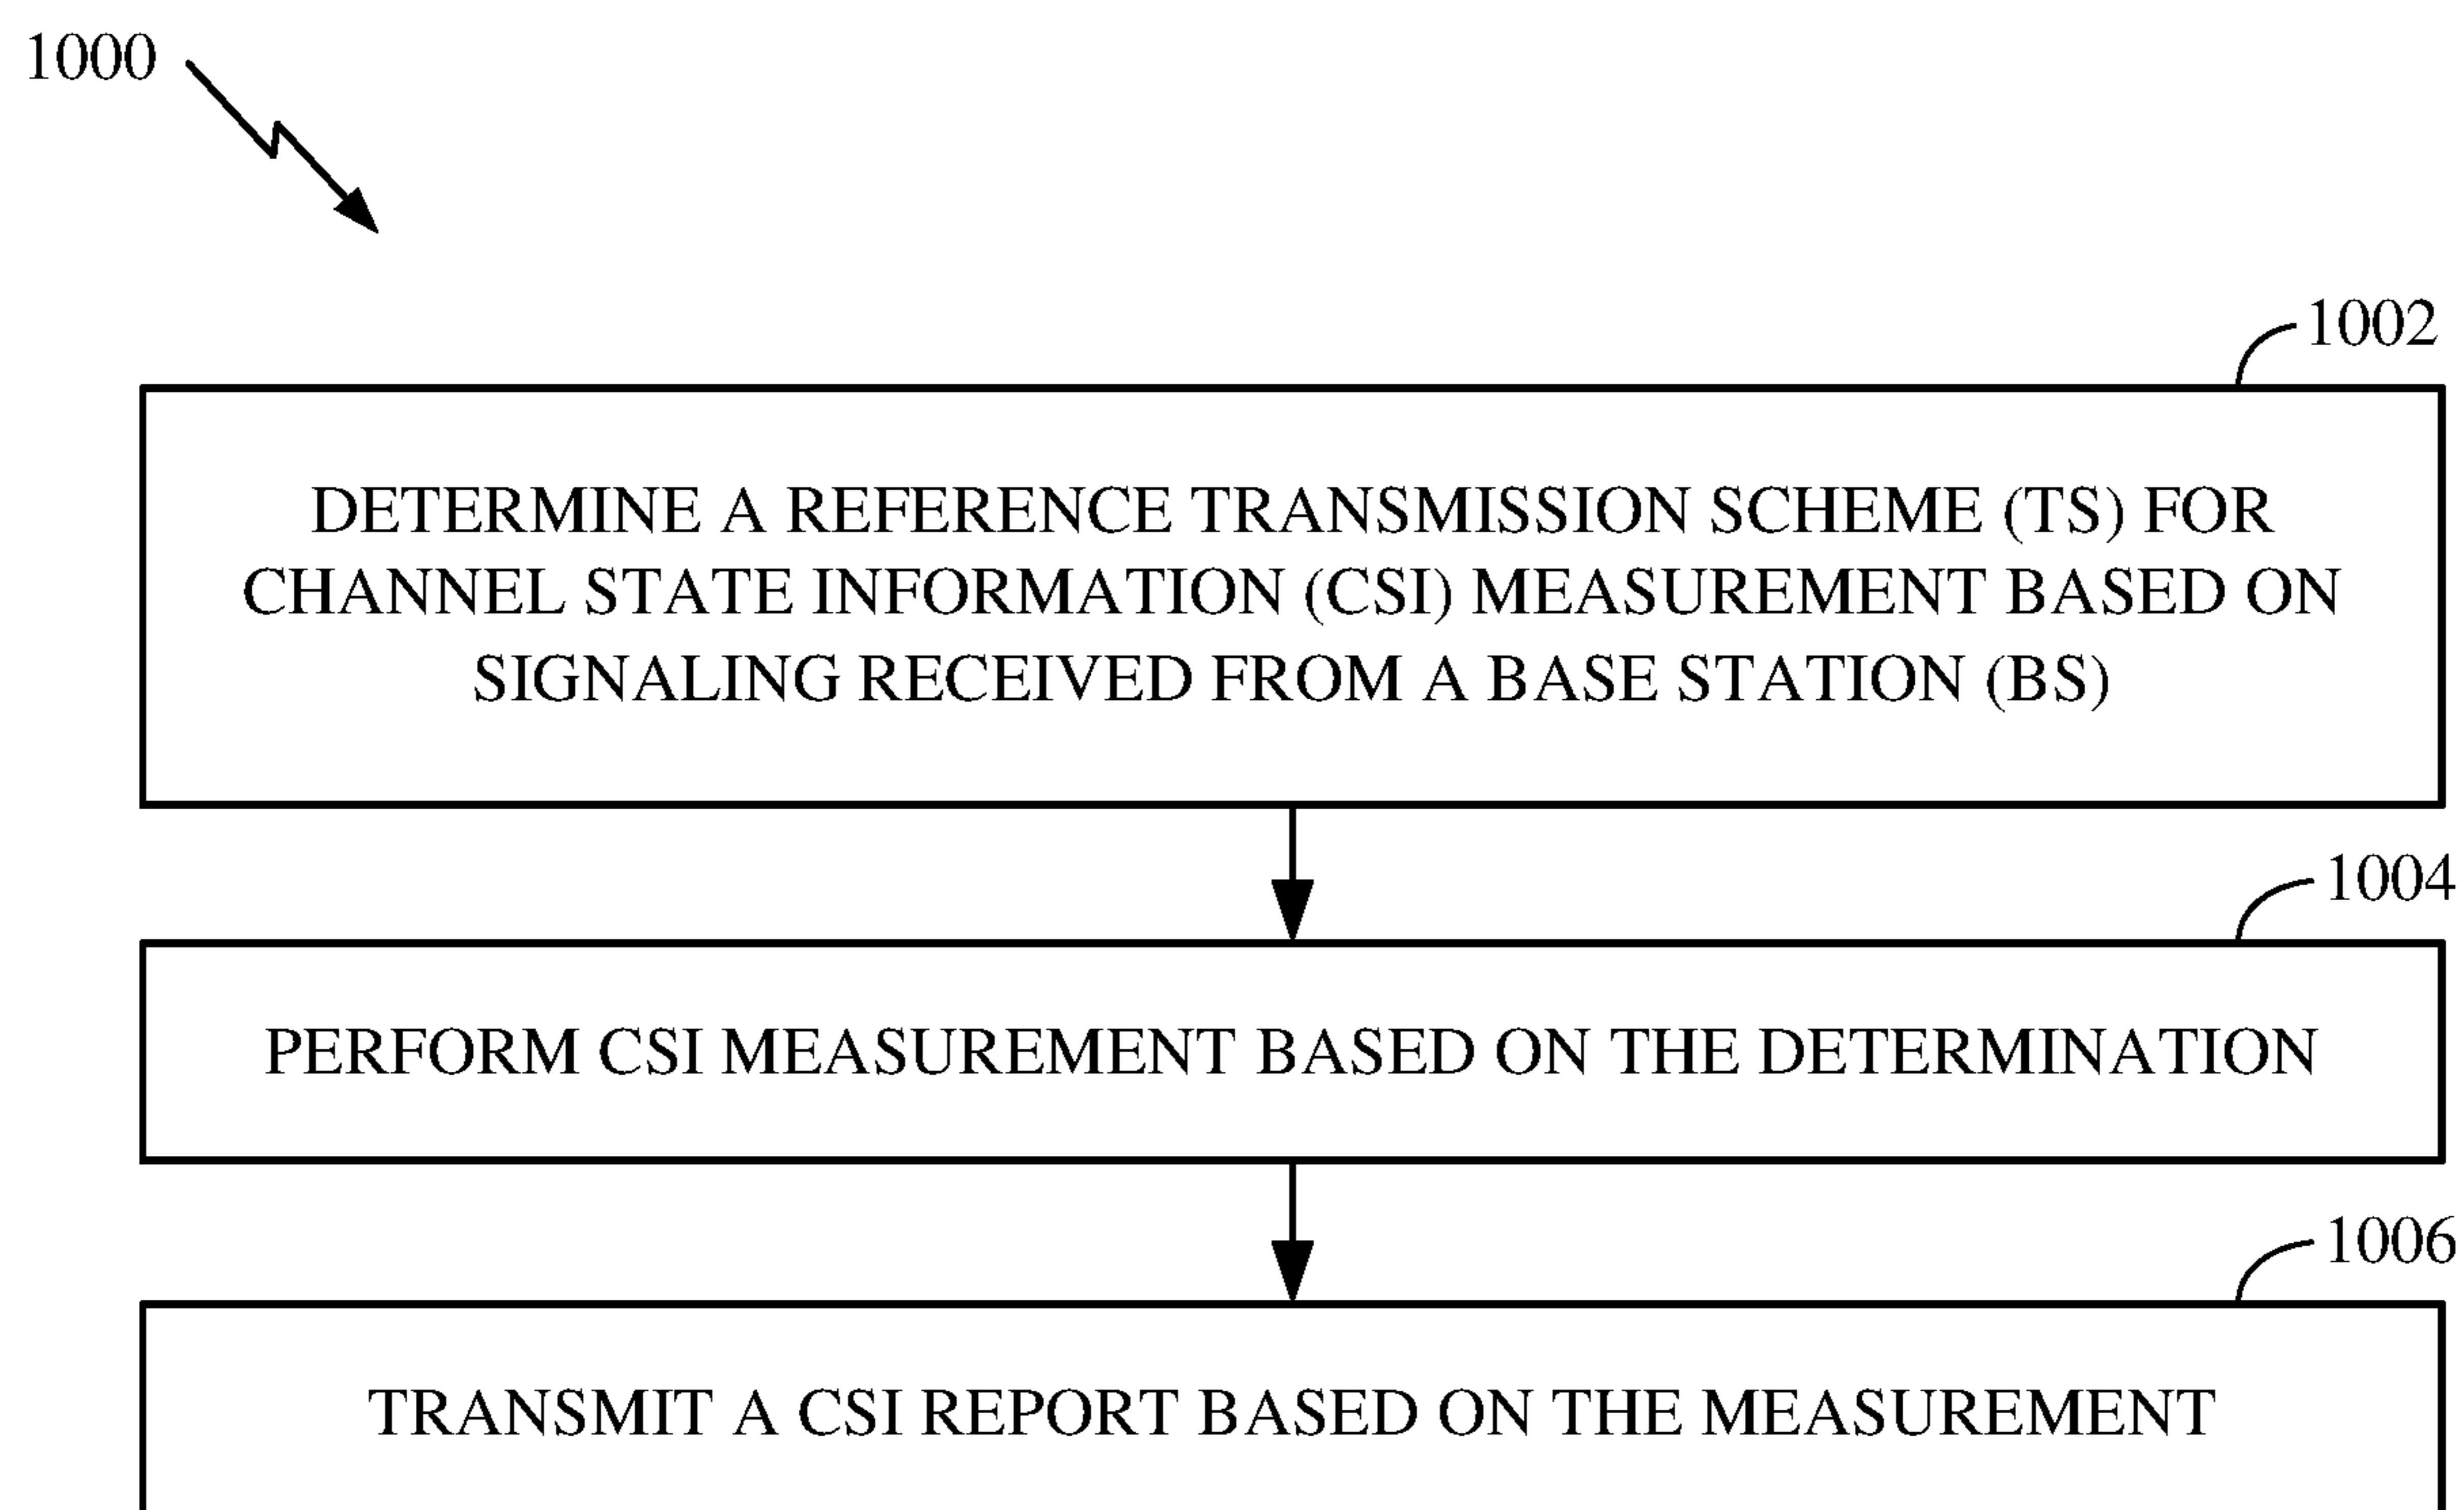 1000
1002
DETERMINE A REFERENCE TRANSMISSION SCHEME (TS) FOR
CHANNEL STATE INFORMATION (CSI) MEASUREMENT BASED ON
SIGNALING RECEIVED FROM A BASE STATION (BS)
1004
PERFORM CSI MEASUREMENT BASED ON THE DETERMINATION
1006
TRANSMIT A CSI REPORT BASED ON THE MEASUREMENT